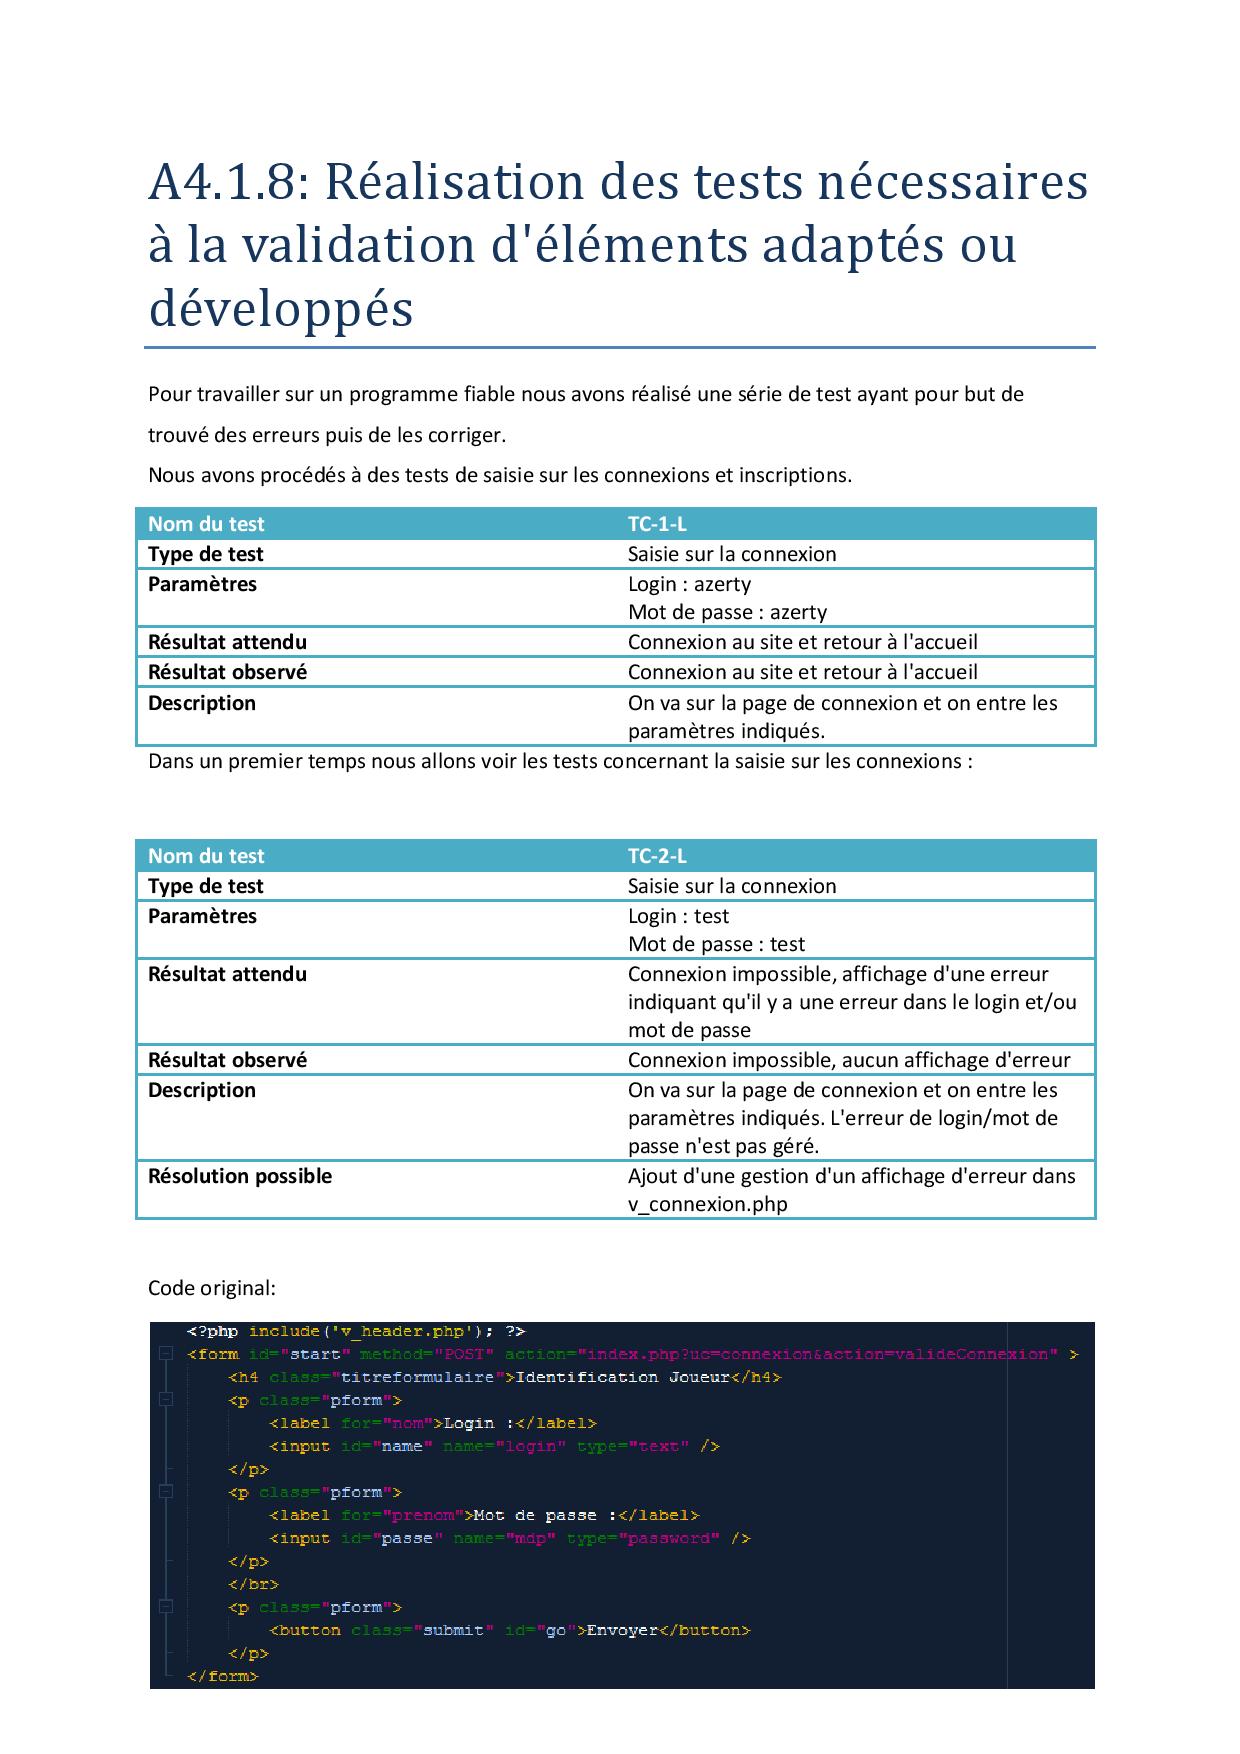 A4.1.8: Réalisation des tests nécessaires
à la validation d'éléments adaptés ou
développés
Pour travailler sur un programme fiable nous avons réalisé une série de test ayant pour but de
trouvé des erreurs puis de les corriger.
Nous avons procédés à des tests de saisie sur les connexions et inscriptions.
Nom du test TC-1-L
Type de test Saisie sur la connexion
Paramètres Login : azerty
Mot de passe : azerty
Résultat attendu Connexion au site et retour à l'accueil
Résultat observé Connexion au site et retour à l'accueil
Description On va sur la page de connexion et on entre les
paramètres indiqués.
Dans un premier temps nous allons voir les tests concernant la saisie sur les connexions :
Nom du test TC-2-L
Type de test Saisie sur la connexion
Paramètres Login : test
Mot de passe : test
Résultat attendu Connexion impossible, affichage d'une erreur
indiquant qu'il y a une erreur dans le login et/ou
mot de passe
Résultat observé Connexion impossible, aucun affichage d'erreur
Description On va sur la page de connexion et on entre les
paramètres indiqués. L'erreur de login/mot de
passe n'est pas géré.
Résolution possible Ajout d'une gestion d'un affichage d'erreur dans
v_connexion.php
Code original:
<?php include('v_header.php'); ?>
<form id="start" method="POST" action="index.php?uc=connexion&action=valideConnexion" >
<h4 class="titreformulaire">Identification Joueur</h4>
<p class="pform">
<label for="nom">Login :</label>
<input id="name" name="login" type="text" />
</p>
<p class="pform">
<label for="prenom">Mot de passe :</label>
<input id="passe" name="mdp" type="password" />
</p>
</br>
<p class="pform">
<button class="submit" id="go">Envoyer</button>
</p>
</form>